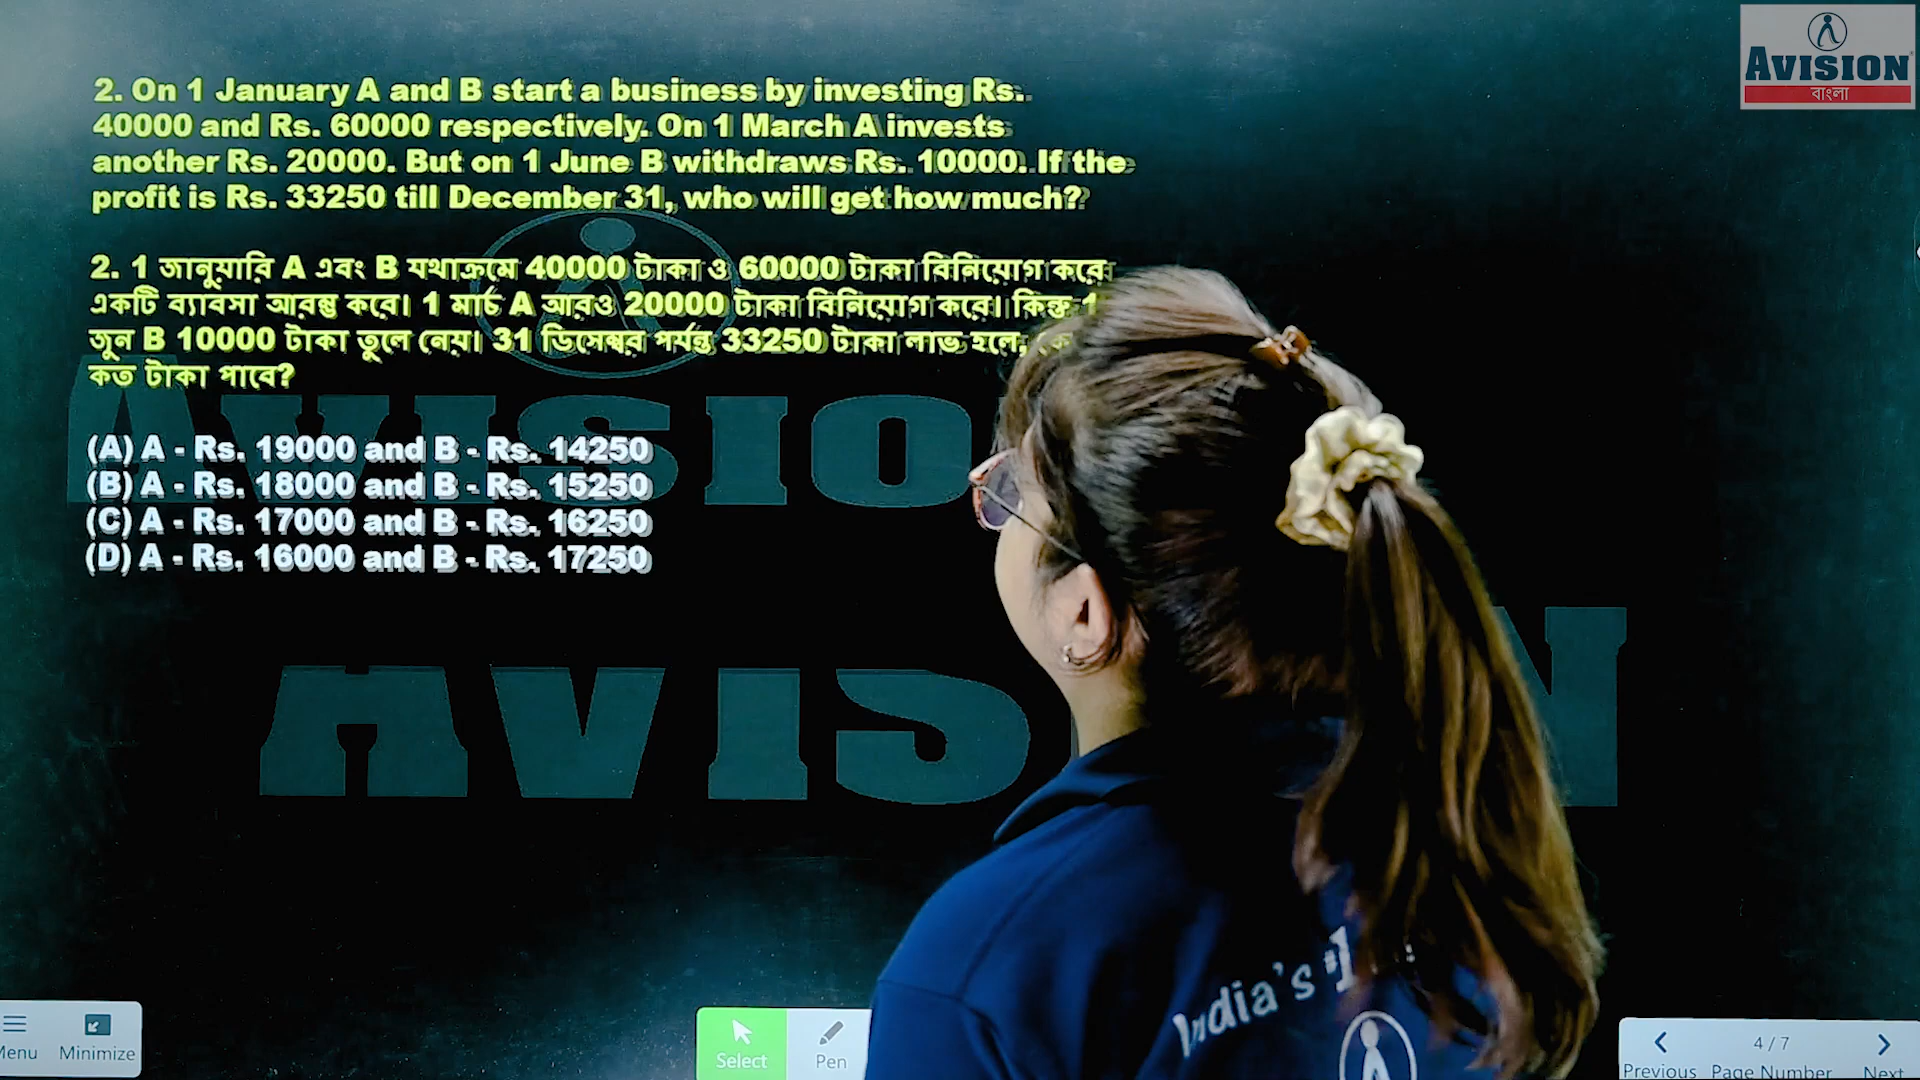 AVISION
বাংলা
2. On 1 January A and B start a business by investing Rs.
40000 and Rs. 60000 respectively. On 1 March A invests
another Rs. 20000. But on 1 June B withdraws Rs. 10000. If the
profit is Rs. 33250 till December 31, who will get how much?
2. 1 জানুয়ারি A এবং B যথাক্রমে 40000 টাকা ও 60000 টাকা বিনিয়োগ করে
একটি ব্যাবসা আরম্ভ করে। 1 মার্চ A আরও 20000 টাকা বিনিয়োগ করে। কিন্তু 1
জুন B 10000 টাকা তুলে নেয়। 31 ডিসেম্বর পর্যন্ত 33250 টাকা লাভ হলে, কে
কত টাকা পাবে?
(A) A - Rs. 19000 and B - Rs. 14250
(B) A - Rs. 18000 and B - Rs. 15250
(C) A - Rs. 17000 and B - Rs. 16250
(D) A - Rs. 16000 and B - Rs. 17250
India's #1
Menu Minimize
Select Pen
4 / 7
Previous Page Number Next